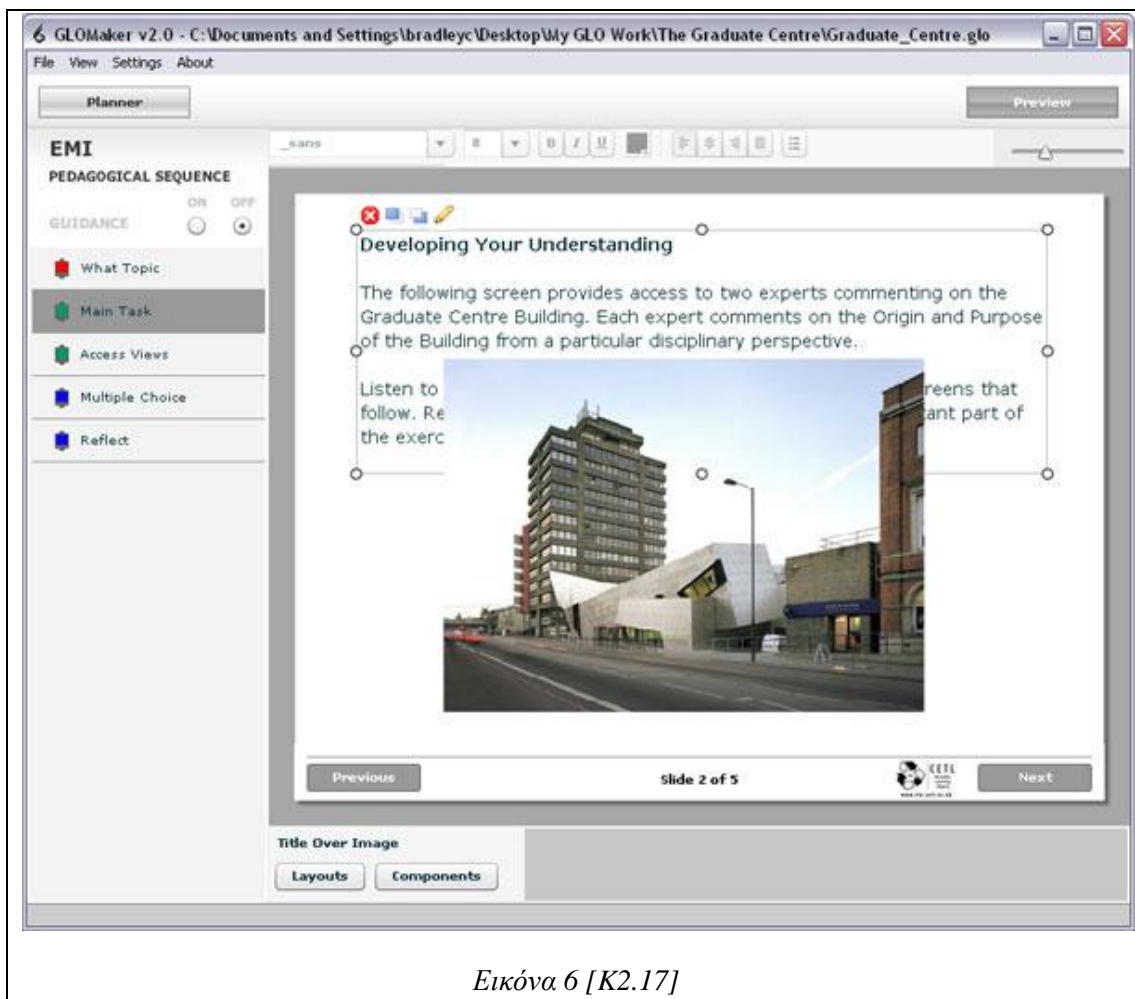 GLOMaker v2.0 - C:\Documents and Settings\bradleyc\Desktop\My GLO Work\The Graduate Centre\Graduate_Centre.glo
File View Settings About
Planner
Preview
EMI
PEDAGOGICAL SEQUENCE
ON OFF
GUIDANCE
_sans
8
B I U
What Topic
Main Task
Access Views
Multiple Choice
Reflect
Developing Your Understanding
The following screen provides access to two experts commenting on the
Graduate Centre Building. Each expert comments on the Origin and Purpose
of the Building from a particular disciplinary perspective.
Listen to reens that
follow. Re tant part of
the exerc
Previous
Slide 2 of 5
CETL
Next
Title Over Image
Layouts
Components
Εικόνα 6 [Κ2.17]